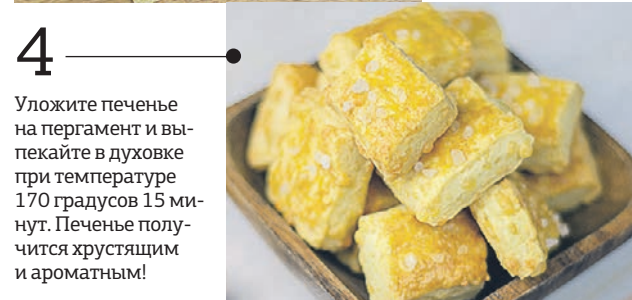 4
Уложите печенье
на пергамент и вы-
пекайте в духовке
при температуре
170 градусов 15 ми-
нут. Печенье полу-
чится хрустящим
и ароматным!